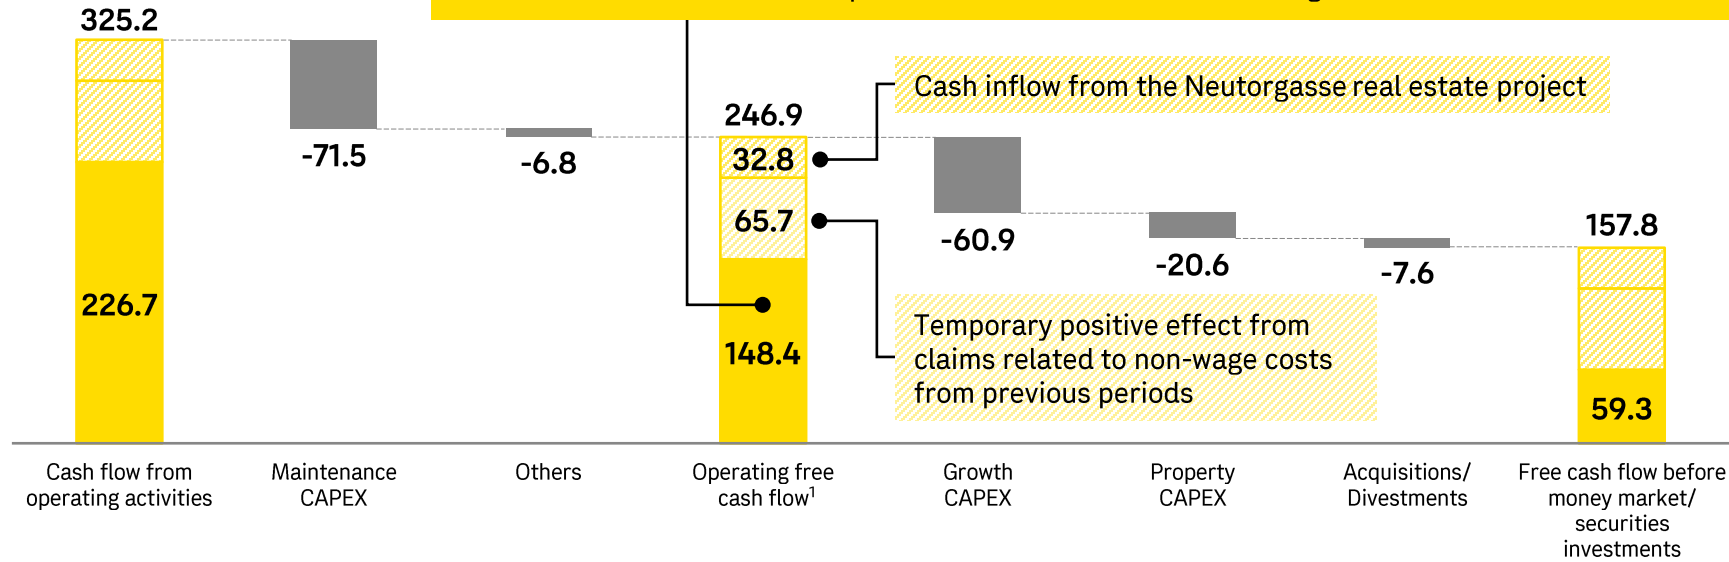 325.2
Cash inflow from the Neutorgasse real estate project
246.9
-71.5
-6.8
32.8
65.7
-60.9
157.8
-20.6
-7.6
226.7
Temporary positive effect from
claims related to non-wage costs
from previous periods
148.4
59.3
Cash flow from
operating activities
Maintenance
CAPEX
Others
Operating free
cash flow¹
Growth
CAPEX
Property
CAPEX
Acquisitions/
Divestments
Free cash flow before
money market/
securities
investments